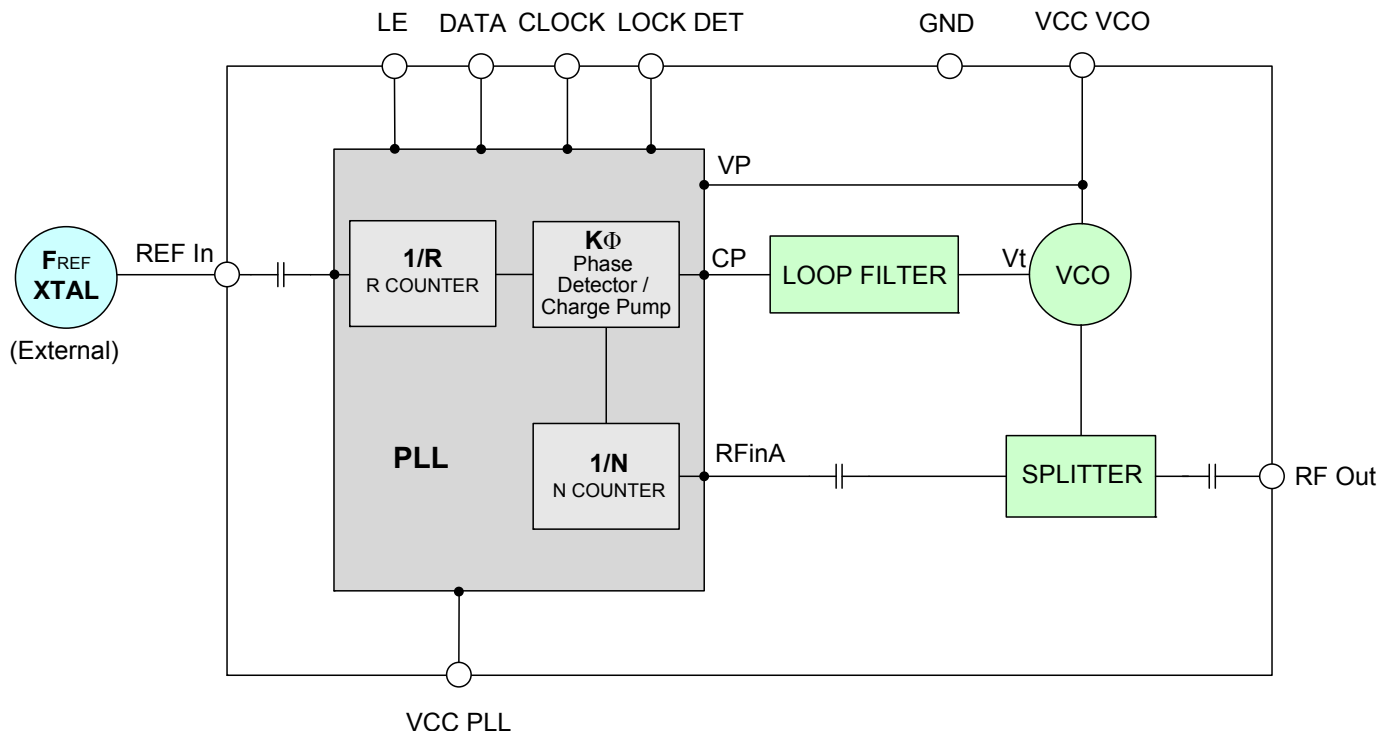 LE DATA CLOCK LOCK DET GND VCC VCO
VP
REF In
FREF
XTAL
(External)
1/R
R COUNTER
KΦ
Phase
Detector /
Charge Pump
CP
LOOP FILTER
Vt
VCO
PLL
1/N
N COUNTER
RFinA
SPLITTER
RF Out
VCC PLL